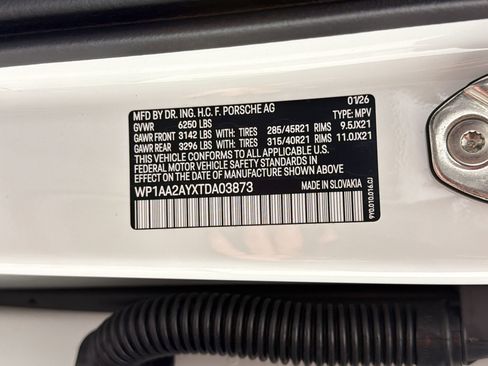 MFD BY DR. ING. H.C. F. PORSCHE AG 01/26
GVWR 6250 LBS TYPE: MPV
GAWR FRONT 3142 LBS WITH: TIRES 285/45R21 RIMS 9.5JX21
GAWR REAR 3296 LBS WITH: TIRES 315/40R21 RIMS 11.0JX21
THIS VEHICLE CONFORMS TO ALL APPLICABLE
FEDERAL MOTOR VEHICLE SAFETY STANDARDS IN
EFFECT ON THE DATE OF MANUFACTURE SHOWN ABOVE
WP1AA2AYXTDA03873 MADE IN SLOVAKIA
9Y0.010.016.CJ